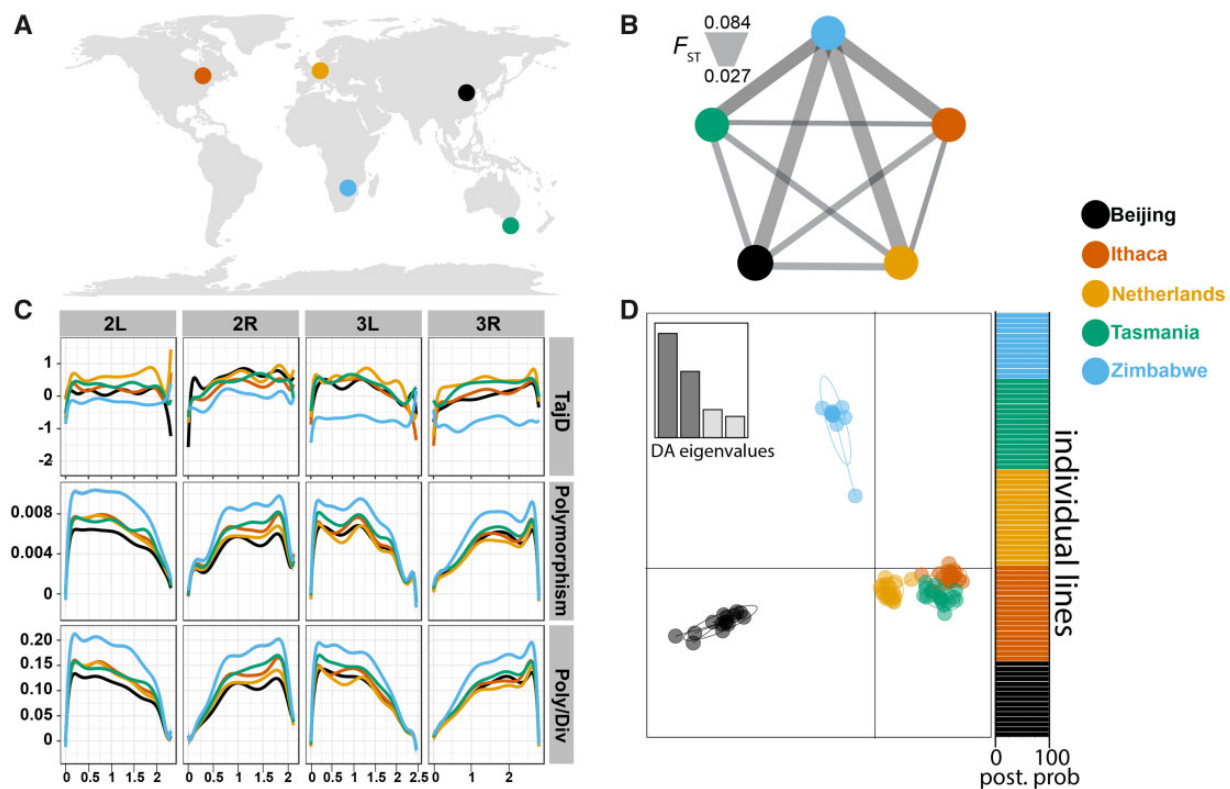 A
B
0.084
F ST
0.027
Beijing
Ithaca
Netherlands
Tasmania
Zimbabwe
C
2L 2R 3L 3R
1
0
-1
-2
TajD
0.008
0.004
0
Polymorphism
0.20
0.15
0.10
0.05
0
Poly/Div
0 0.5 1 1.5 2
0 0.5 1 1.5 2
0 0.5 1 1.5 2 2.5
0 1 2
D
DA eigenvalues
individual lines
0 100
post. prob